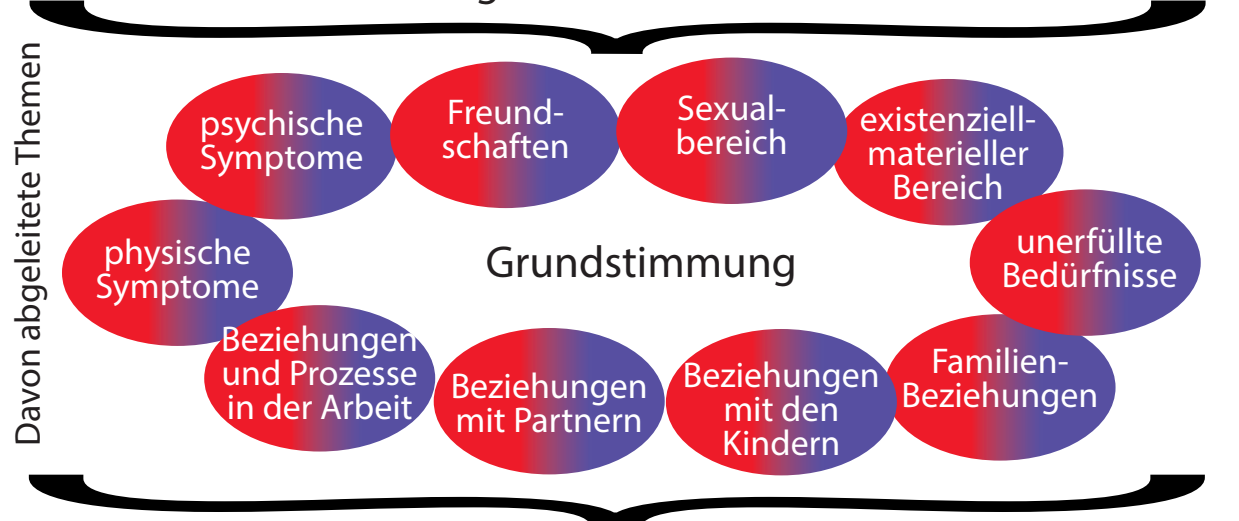 Davon abgeleitete Themen
psychische
Symptome
Freund-
schaften
Sexual-
bereich
existenziell-
materieller
Bereich
physische
Symptome
Grundstimmung
unerfüllte
Bedürfnisse
Beziehungen
und Prozesse
in der Arbeit
Beziehungen
mit Partnern
Beziehungen
mit den
Kindern
Familien-
Beziehungen